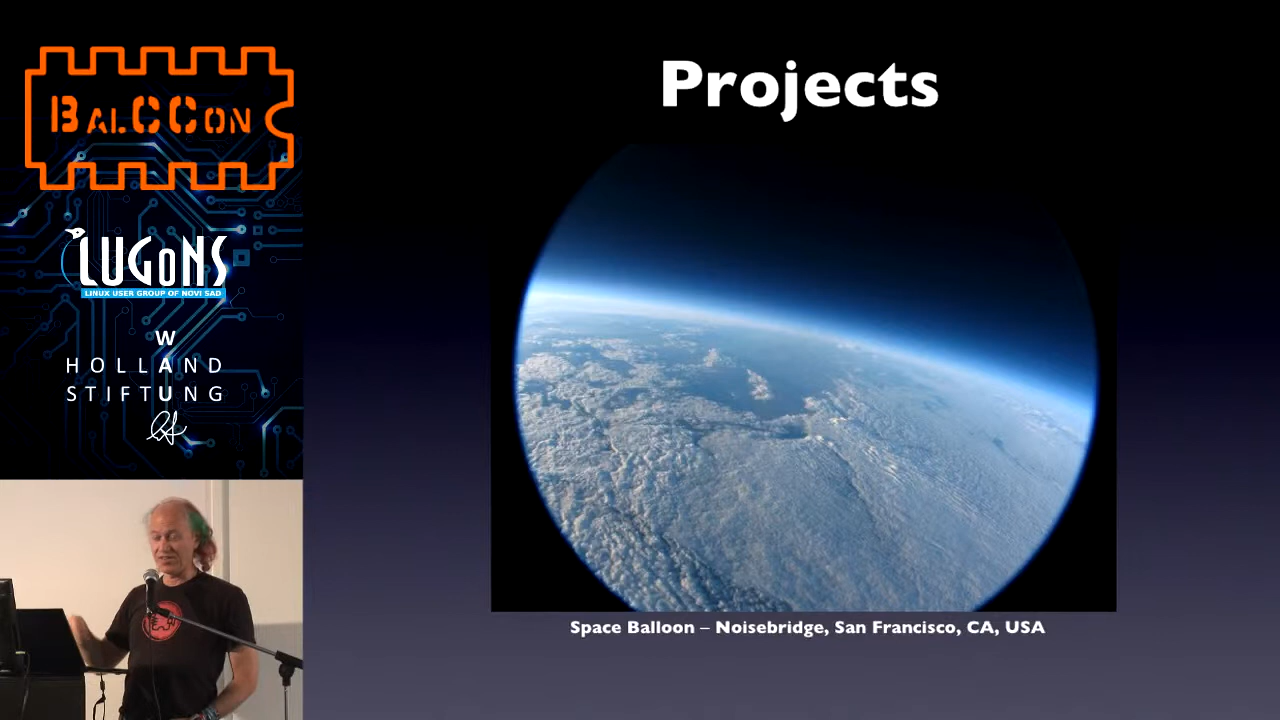 BALCCON
LUGoNS
LINUX USER GROUP OF NOVI SAD
W
HOLLAND
STIFTUNG
Projects
Space Balloon – Noisebridge, San Francisco, CA, USA